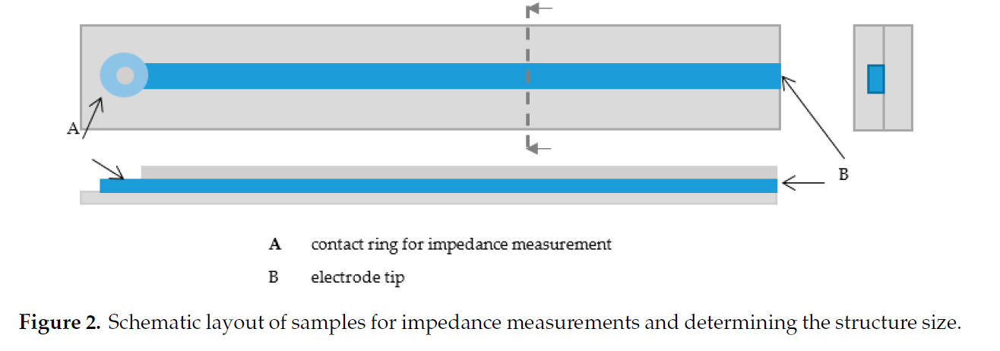 A
B
A contact ring for impedance measurement
B electrode tip
Figure 2. Schematic layout of samples for impedance measurements and determining the structure size.